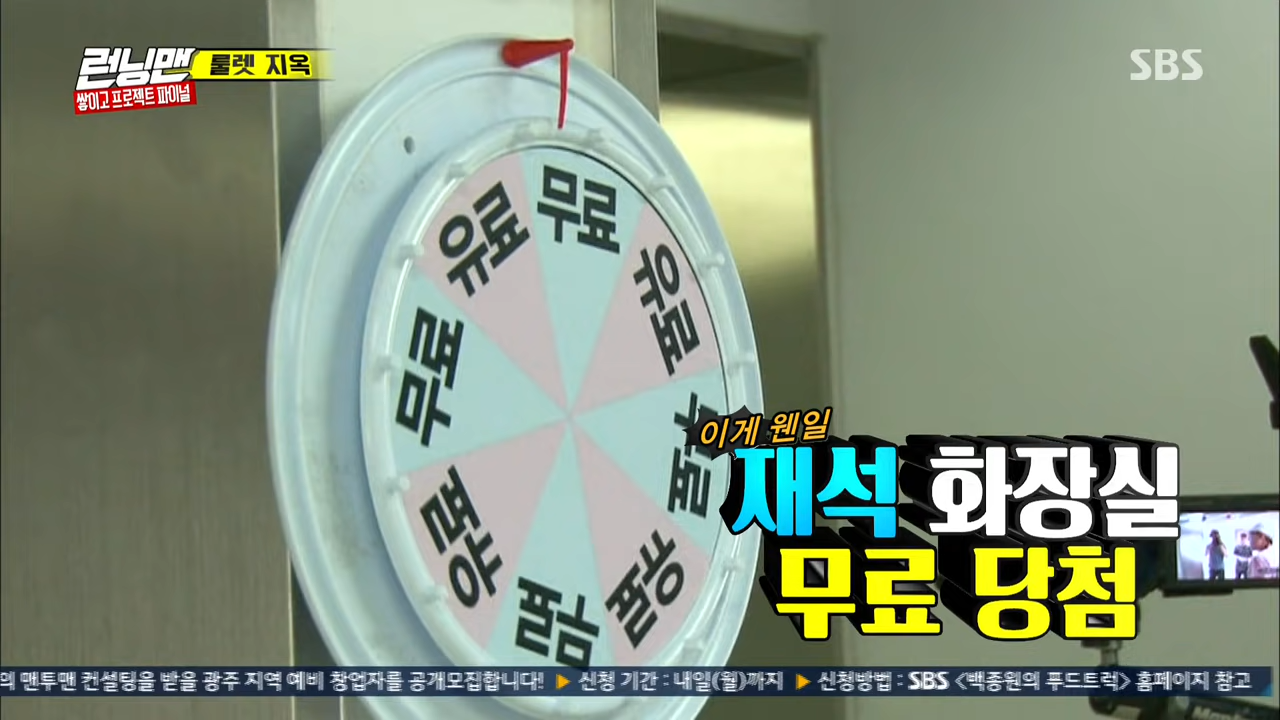 런닝맨
룰렛 지옥
쌓이고 프로젝트 파이널
SBS
무료
유료
유료
무료
무료
유료
유료
무료
이게 웬일
재석 화장실
무료 당첨
의 맨투맨 컨설팅을 받을 광주 지역 예비 창업자를 공개모집합니다! ▶ 신청 기간 : 내일(월)까지 ▶ 신청방법 : SBS <백종원의 푸드트럭> 홈페이지 참고